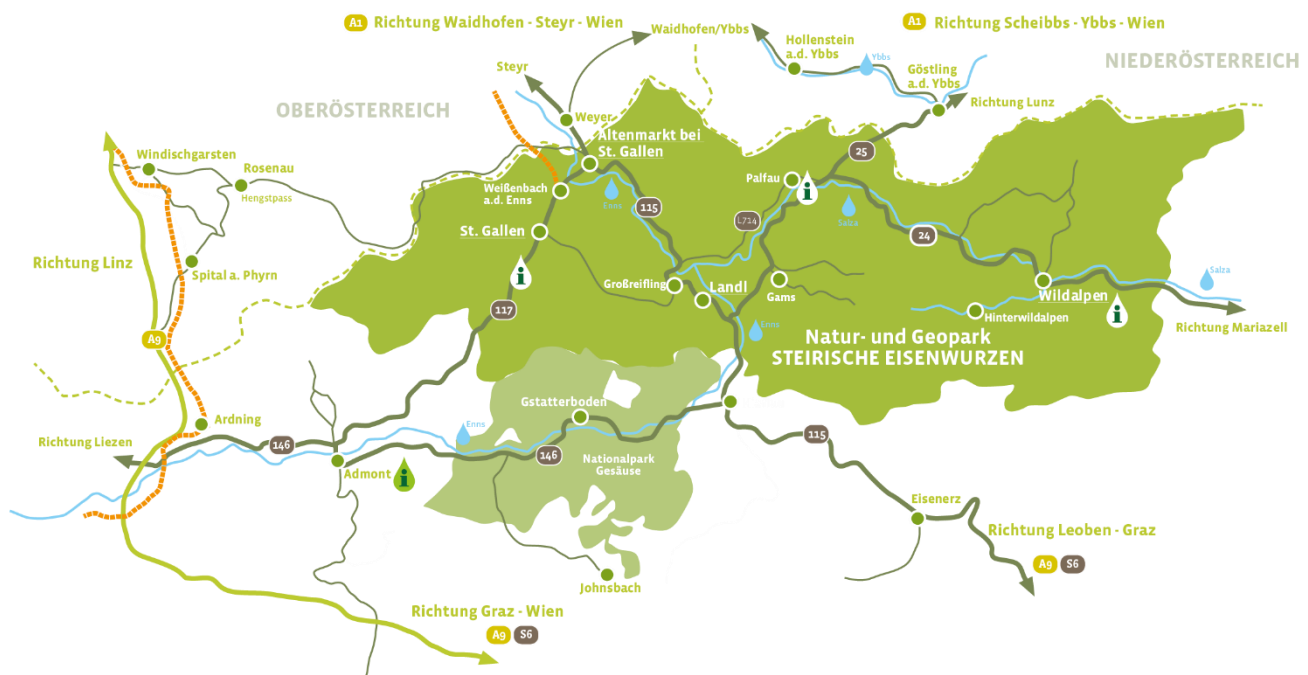 A1 Richtung Waidhofen - Steyr - Wien
A1 Richtung Scheibbs - Ybbs - Wien
Waidhofen/Ybbs
Hollenstein
a.d. Ybbs
Ybbs
NIEDERÖSTERREICH
Steyr
Göstling
a.d. Ybbs
OBERÖSTERREICH
Richtung Lunz
Weyer
Altenmarkt bei
St. Gallen
Windischgarsten
Rosenau
Hengstpass
25
Palfau
i
Weißenbach
a.d. Enns
Enns
115
L714
Salza
St. Gallen
24
Richtung Linz
Spital a. Phyrn
i
Großreifling
Landl
Gams
Wildalpen
Salza
i
117
Hinterwildalpen
Richtung Mariazell
A9
Enns
Natur- und Geopark
STEIRISCHE EISENWURZEN
Gstatterboden
Ardning
Richtung Liezen
146
Enns
115
146
Nationalpark
Gesäuse
Admont
i
Eisenerz
Richtung Leoben - Graz
A9 S6
Johnsbach
Richtung Graz - Wien
A9 S6